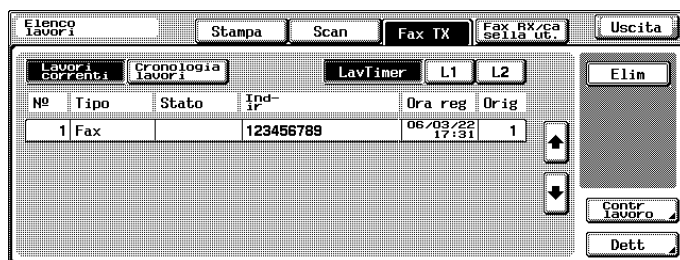 Elenco lavori
Stampa
Scan
Fax TX
Fax RX/ca sella ut.
Uscita
Lavori correnti
Cronologia lavori
LavTimer
L1
L2
Elim
Nº Tipo Stato Ind-ir Ora reg Orig
1 Fax 123456789 06/03/22 17:31 1
Contr lavoro
Dett